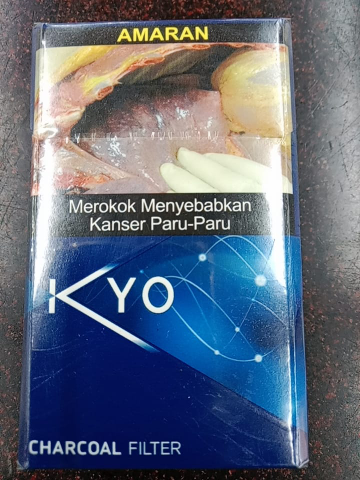 AMARAN
Merokok Menyebabkan
Kanser Paru-Paru
KYO
CHARCOAL FILTER